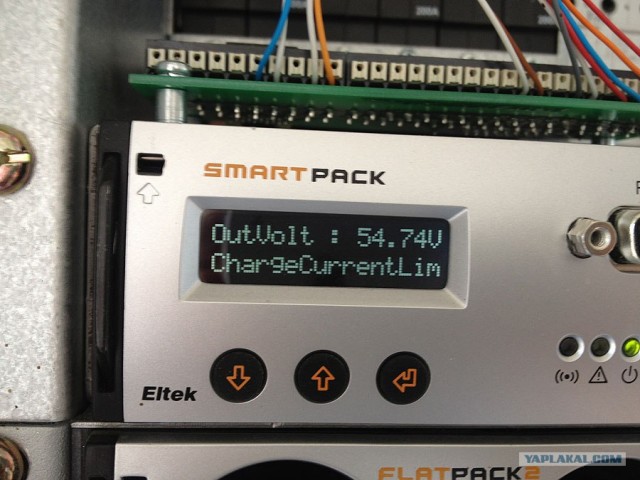 SMARTPACK
OutVolt : 54.74V
ChargeCurrentLim
Eltek
FLATPACK2
YAPLAKAL.COM